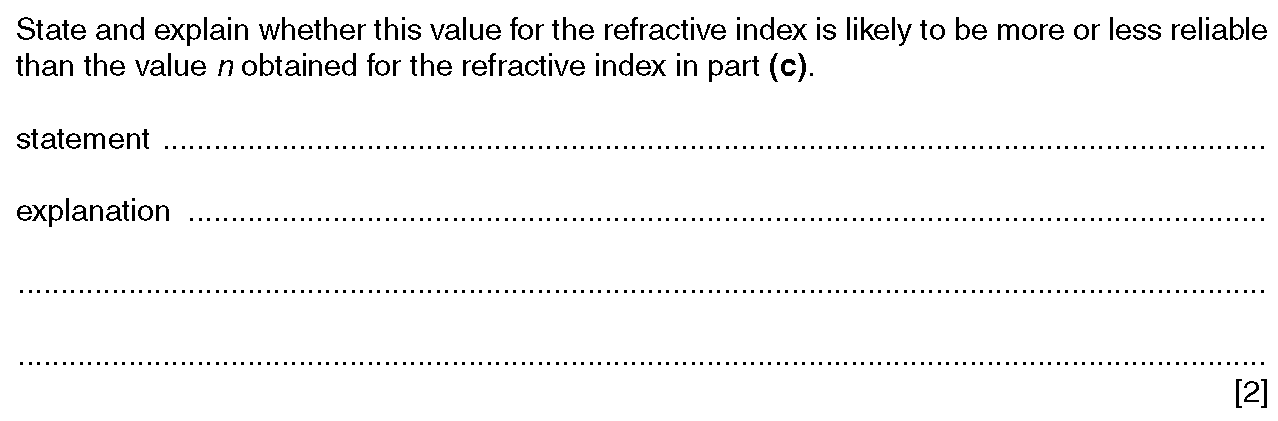 State and explain whether this value for the refractive index is likely to be more or less reliable
than the value n obtained for the refractive index in part (c).
statement ..........................................................................................................................
explanation .......................................................................................................................
..........................................................................................................................................
..........................................................................................................................................
[2]